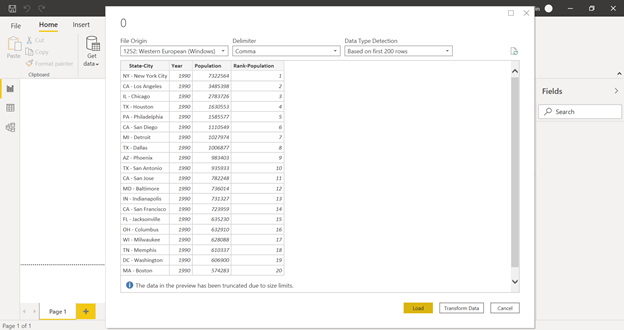 File Home Insert
Cut
Copy
Format painter
Paste
Clipboard
Get
data
0
File Origin Delimiter Data Type Detection
1252: Western European (Windows) Comma Based on first 200 rows
State-City Year Population Rank-Population
NY - New York City 1990 7322564 1
CA - Los Angeles 1990 3485398 2
IL - Chicago 1990 2783726 3
TX - Houston 1990 1630553 4
PA - Philadelphia 1990 1585577 5
CA - San Diego 1990 1110549 6
MI - Detroit 1990 1027974 7
TX - Dallas 1990 1006877 8
AZ - Phoenix 1990 983403 9
TX - San Antonio 1990 935933 10
CA - San Jose 1990 782248 11
MD - Baltimore 1990 736014 12
IN - Indianapolis 1990 731327 13
CA - San Francisco 1990 723959 14
FL - Jacksonville 1990 635230 15
OH - Columbus 1990 632910 16
WI - Milwaukee 1990 628088 17
TN - Memphis 1990 610337 18
DC - Washington 1990 606900 19
MA - Boston 1990 574283 20
The data in the preview has been truncated due to size limits.
Load Transform Data Cancel
Fields
Search
Page 1
Page 1 of 1